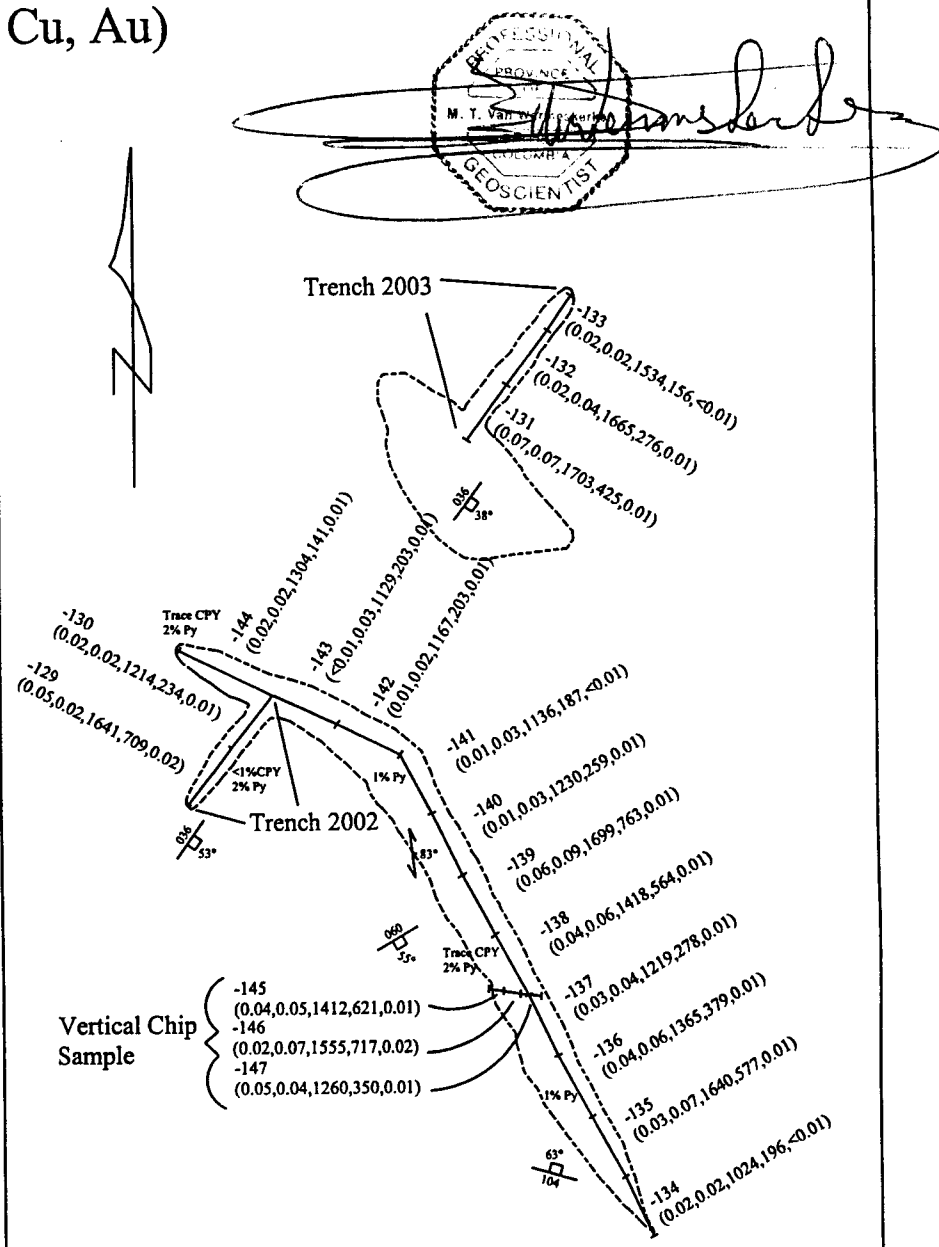 Cu, Au)
PROFESSIONAL
PROVINCE
OF
M. T. Van
COLUMBIA
GEOSCIENTIST
N
Trench 2003
-133
(0.02,0.02,1534,156,<0.01)
-132
(0.02,0.04,1665,276,0.01)
-131
(0.07,0.07,1703,425,0.01)
036
38°
-144
(0.02,0.02,1304,141,0.01)
-143
(<0.01,0.03,1129,203,0.01)
-142
(0.01,0.02,1167,203,0.01)
Trace CPY
2% Py
-130
(0.02,0.02,1214,234,0.01)
-129
(0.05,0.02,1641,709,0.02)
<1%CPY
2% Py
Trench 2002
036
53°
1% Py
83°
-141
(0.01,0.03,1136,187,<0.01)
-140
(0.01,0.03,1230,259,0.01)
-139
(0.06,0.09,1699,763,0.01)
-138
(0.04,0.06,1418,564,0.01)
060
55°
Trace CPY
2% Py
-137
(0.03,0.04,1219,278,0.01)
-136
(0.04,0.06,1365,379,0.01)
-135
(0.03,0.07,1640,577,0.01)
-134
(0.02,0.02,1024,196,<0.01)
Vertical Chip
Sample
-145
(0.04,0.05,1412,621,0.01)
-146
(0.02,0.07,1555,717,0.02)
-147
(0.05,0.04,1260,350,0.01)
1% Py
63°
104